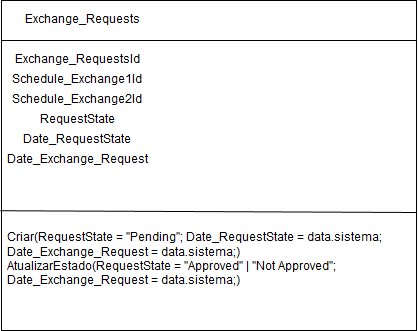 Exchange_Requests
Exchange_RequestsId
Schedule_Exchange1Id
Schedule_Exchange2Id
RequestState
Date_RequestState
Date_Exchange_Request
Criar(RequestState = "Pending"; Date_RequestState = data.sistema;
Date_Exchange_Request = data.sistema;)
AtualizarEstado(RequestState = "Approved" | "Not Approved";
Date_Exchange_Request = data.sistema;)